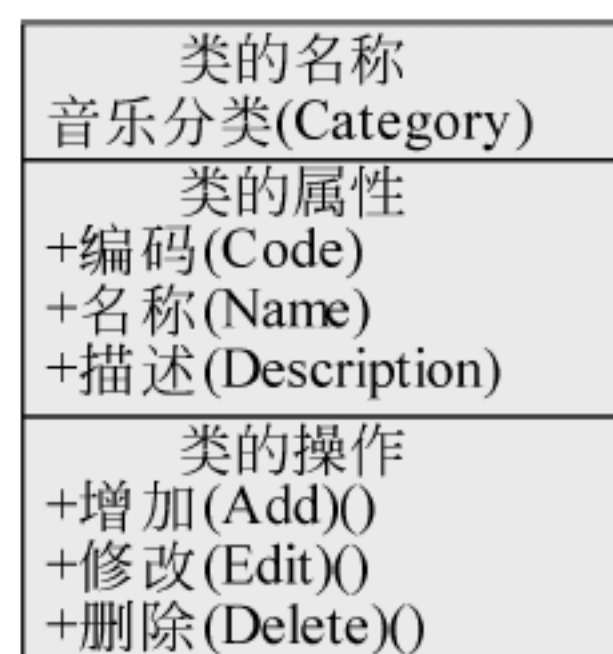 类的名称
音乐分类(Category)
类的属性
+编码(Code)
+名称(Name)
+描述(Description)
类的操作
+增加(Add)()
+修改(Edit)()
+删除(Delete)()